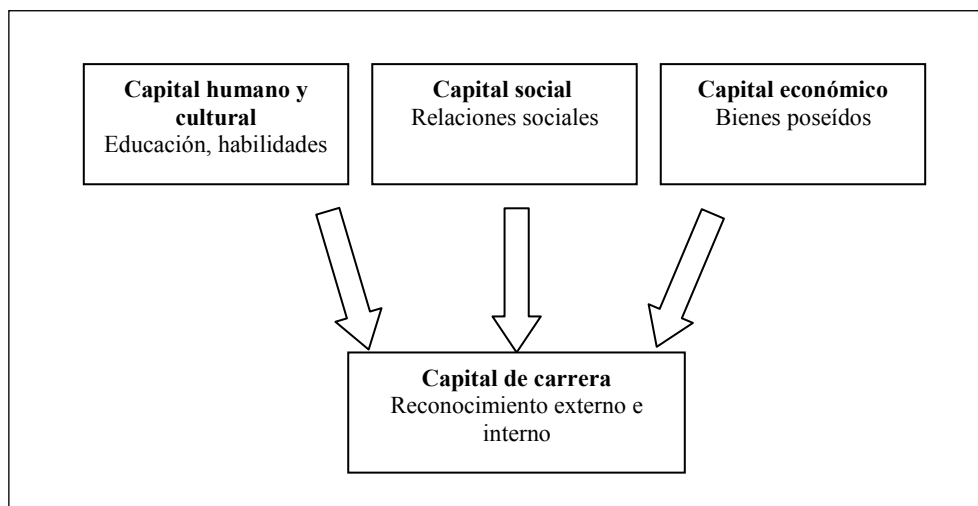 Capital humano y
cultural
Educación, habilidades
Capital social
Relaciones sociales
Capital económico
Bienes poseídos
Capital de carrera
Reconocimiento externo e
interno